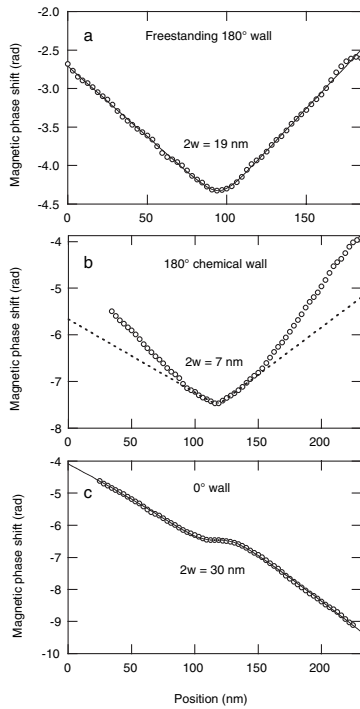 -2.0
a
Freestanding 180° wall
-2.5
-3.0
-3.5
-4.0
-4.5
Magnetic phase shift (rad)
2w = 19 nm
0
50
100
150
-4
b
180° chemical wall
-5
-6
-7
-8
Magnetic phase shift (rad)
2w = 7 nm
0
50
100
150
200
-4
c
0° wall
-5
-6
-7
-8
-9
-10
Magnetic phase shift (rad)
2w = 30 nm
0
50
100
150
200
Position (nm)